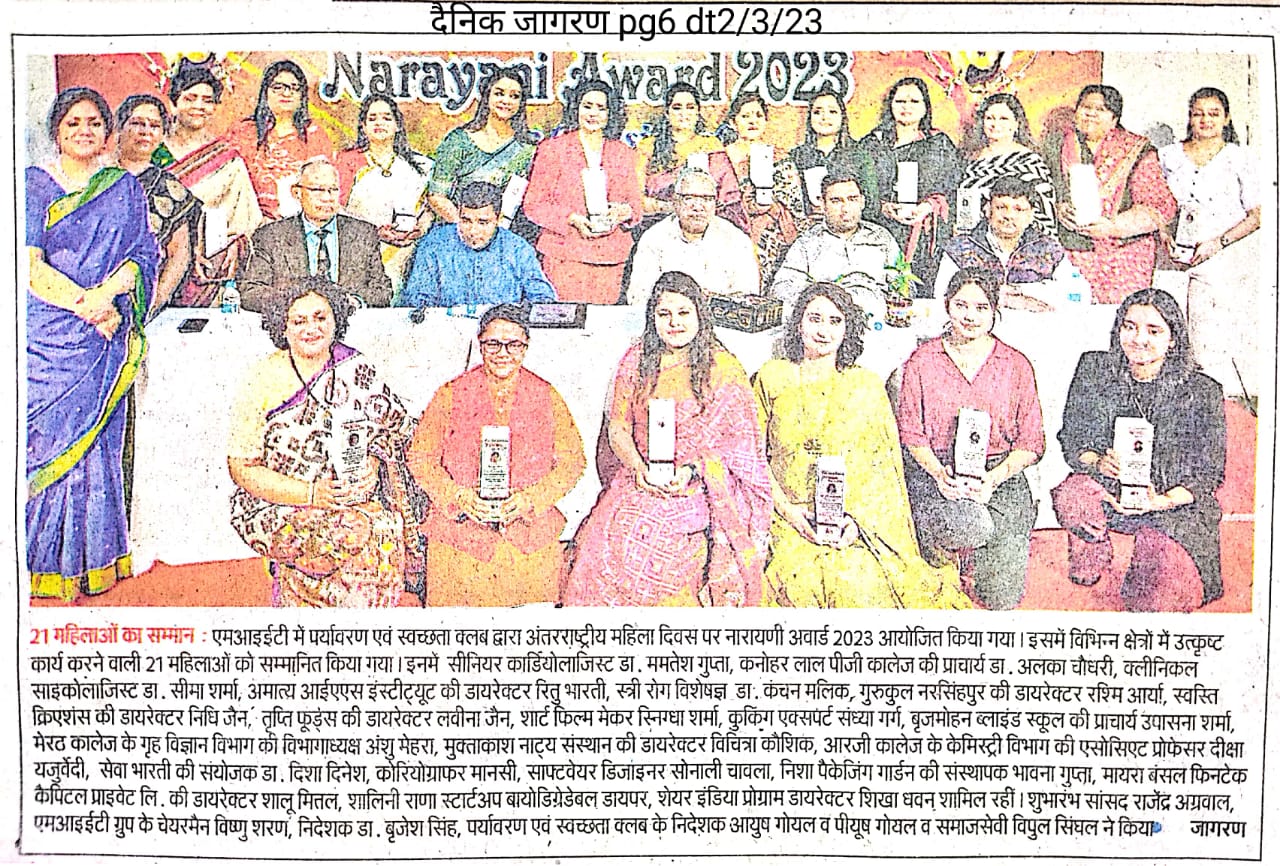 दैनिक जागरण pg6 dt2/3/23
Narayani Award 2023
21 महिलाओं का सम्मान : एमआइईटी में पर्यावरण एवं स्वच्छता क्लब द्वारा अंतरराष्ट्रीय महिला दिवस पर नारायणी अवार्ड 2023 आयोजित किया गया। इसमें विभिन्न क्षेत्रों में उत्कृष्ट
कार्य करने वाली 21 महिलाओं को सम्मानित किया गया। इनमें सीनियर कार्डियोलाजिस्ट डा. ममतेश गुप्ता, कनोहर लाल पीजी कालेज की प्राचार्य डा. अलका चौधरी, क्लीनिकल
साइकोलाजिस्ट डा. सीमा शर्मा, अमात्य आईएएस इंस्टीट्यूट की डायरेक्टर रितु भारती, स्त्री रोग विशेषज्ञ डा. कंचन मलिक, गुरुकुल नरसिंहपुर की डायरेक्टर रश्मि आर्या, स्वस्ति
क्रिएशंस की डायरेक्टर निधि जैन, तृप्ति फूड्स की डायरेक्टर लवीना जैन, शार्ट फिल्म मेकर स्निग्धा शर्मा, कुकिंग एक्सपर्ट संध्या गर्ग, बृजमोहन ब्लाइंड स्कूल की प्राचार्य उपासना शर्मा,
मेरठ कालेज के गृह विज्ञान विभाग की विभागाध्यक्ष अंशु मेहरा, मुक्ताकाश नाट्य संस्थान की डायरेक्टर विचित्रा कौशिक, आरजी कालेज के केमिस्ट्री विभाग की एसोसिएट प्रोफेसर दीक्षा
यजुर्वेदी, सेवा भारती की संयोजक डा. दिशा दिनेश, कोरियोग्राफर मानसी, साफ्टवेयर डिजाइनर सोनाली चावला, निशा पैकेजिंग गार्डन की संस्थापक भावना गुप्ता, मायरा बंसल फिनटेक
कैपिटल प्राइवेट लि. की डायरेक्टर शालू मित्तल, शालिनी राणा स्टार्टअप बायोडिग्रेडेबल डायपर, शेयर इंडिया प्रोग्राम डायरेक्टर शिखा धवन शामिल रहीं। शुभारंभ सांसद राजेंद्र अग्रवाल,
एमआइईटी ग्रुप के चेयरमैन विष्णु शरण, निदेशक डा. बृजेश सिंह, पर्यावरण एवं स्वच्छता क्लब के निदेशक आयुष गोयल व पीयूष गोयल व समाजसेवी विपुल सिंघल ने किया जागरण